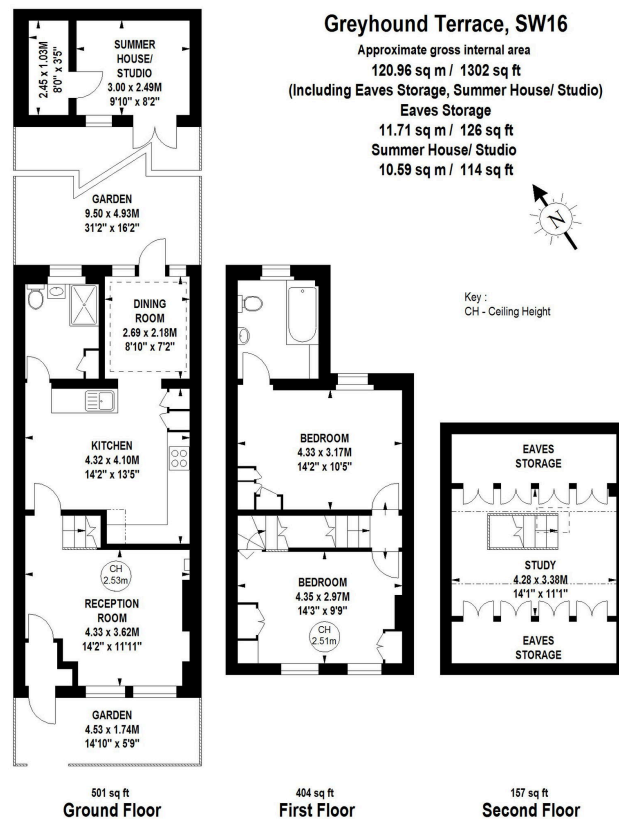 Greyhound Terrace, SW16
Approximate gross internal area
120.96 sq m / 1302 sq ft
(Including Eaves Storage, Summer House/ Studio)
Eaves Storage
11.71 sq m / 126 sq ft
Summer House/ Studio
10.59 sq m / 114 sq ft
N
Key :
CH - Ceiling Height
2.45 x 1.03M
8'0" x 3'5"
SUMMER
HOUSE/
STUDIO
3.00 x 2.49M
9'10" x 8'2"
GARDEN
9.50 x 4.93M
31'2" x 16'2"
DINING
ROOM
2.69 x 2.18M
8'10" x 7'2"
KITCHEN
4.32 x 4.10M
14'2" x 13'5"
CH
2.53m
RECEPTION
ROOM
4.33 x 3.62M
14'2" x 11'11"
GARDEN
4.53 x 1.74M
14'10" x 5'9"
501 sq ft
Ground Floor
BEDROOM
4.33 x 3.17M
14'2" x 10'5"
BEDROOM
4.35 x 2.97M
14'3" x 9'9"
CH
2.51m
404 sq ft
First Floor
EAVES
STORAGE
STUDY
4.28 x 3.38M
14'1" x 11'1"
EAVES
STORAGE
157 sq ft
Second Floor